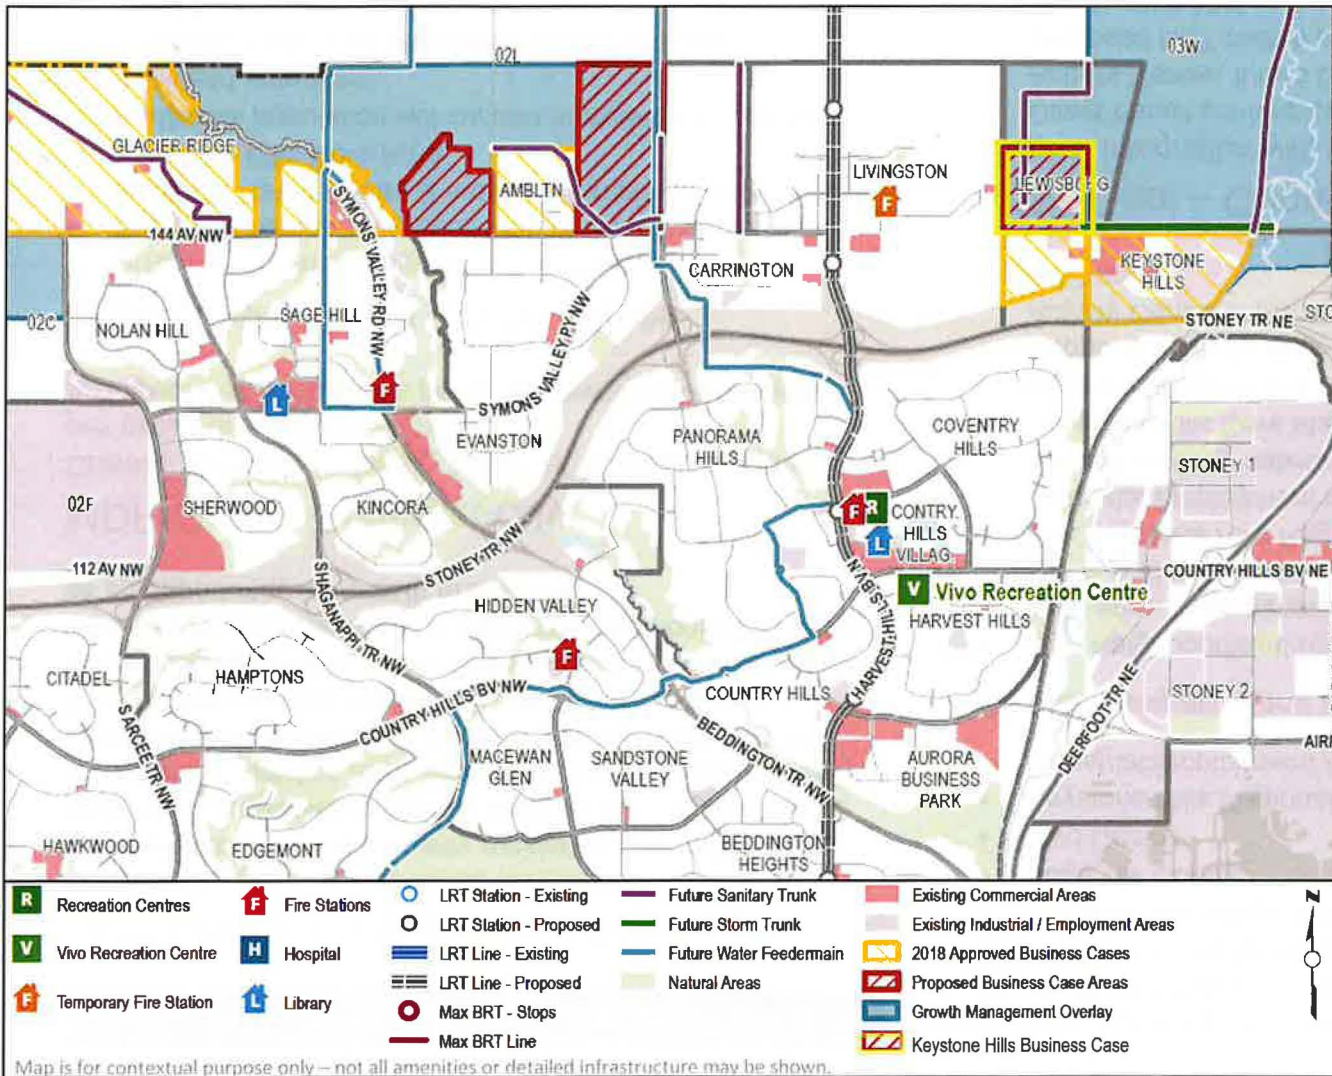 02L
03W
GLACIER RIDGE
AMBLTN
LIVINGSTON
F
LEWISBURG
SYMONS VALLEY RD NW
144 AV NW
CARRINGTON
KEYSTONE
HILLS
02C
NOLAN HILL
SAGE HILL
STONEY TR NE
STO
F
L
SYMONS VALLEY PY NW
EVANSTON
PANORAMA
HILLS
COVENTRY
HILLS
STONEY 1
02F
SHERWOOD
KINCORA
F
R
CONTRY
HILLS
VILLAG
L
112 AV NW
STONEY TR NW
COUNTRY HILLS BV NE
SHAGANAPPI TR NW
HIDDEN VALLEY
HARVEST HILLS BV N
V
Vivo Recreation Centre
HARVEST HILLS
F
CITADEL
HAMPTONS
COUNTRY HILLS
STONEY 2
SARCEE TR NW
COUNTRY HILLS BV NW
BEDDINGTON TR NW
DEERFOOT TR NE
AIRP
MACEWAN
GLEN
SANDSTONE
VALLEY
AURORA
BUSINESS
PARK
HAWKWOOD
EDGEMONT
BEDDINGTON
HEIGHTS
R Recreation Centres
V Vivo Recreation Centre
F Temporary Fire Station
F Fire Stations
H Hospital
L Library
LRT Station - Existing
LRT Station - Proposed
LRT Line - Existing
LRT Line - Proposed
Max BRT - Stops
Max BRT Line
Future Sanitary Trunk
Future Storm Trunk
Future Water Feedermain
Natural Areas
Existing Commercial Areas
Existing Industrial / Employment Areas
2018 Approved Business Cases
Proposed Business Case Areas
Growth Management Overlay
Keystone Hills Business Case
N
Map is for contextual purpose only – not all amenities or detailed infrastructure may be shown.